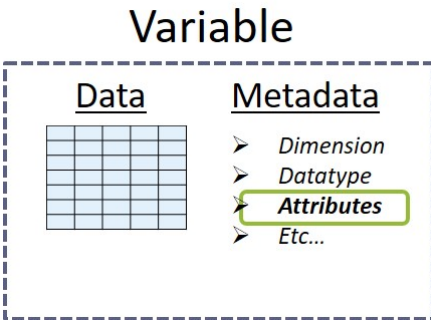 Variable
Data
Metadata
➢ Dimension
➢ Datatype
➢ Attributes
➢ Etc...